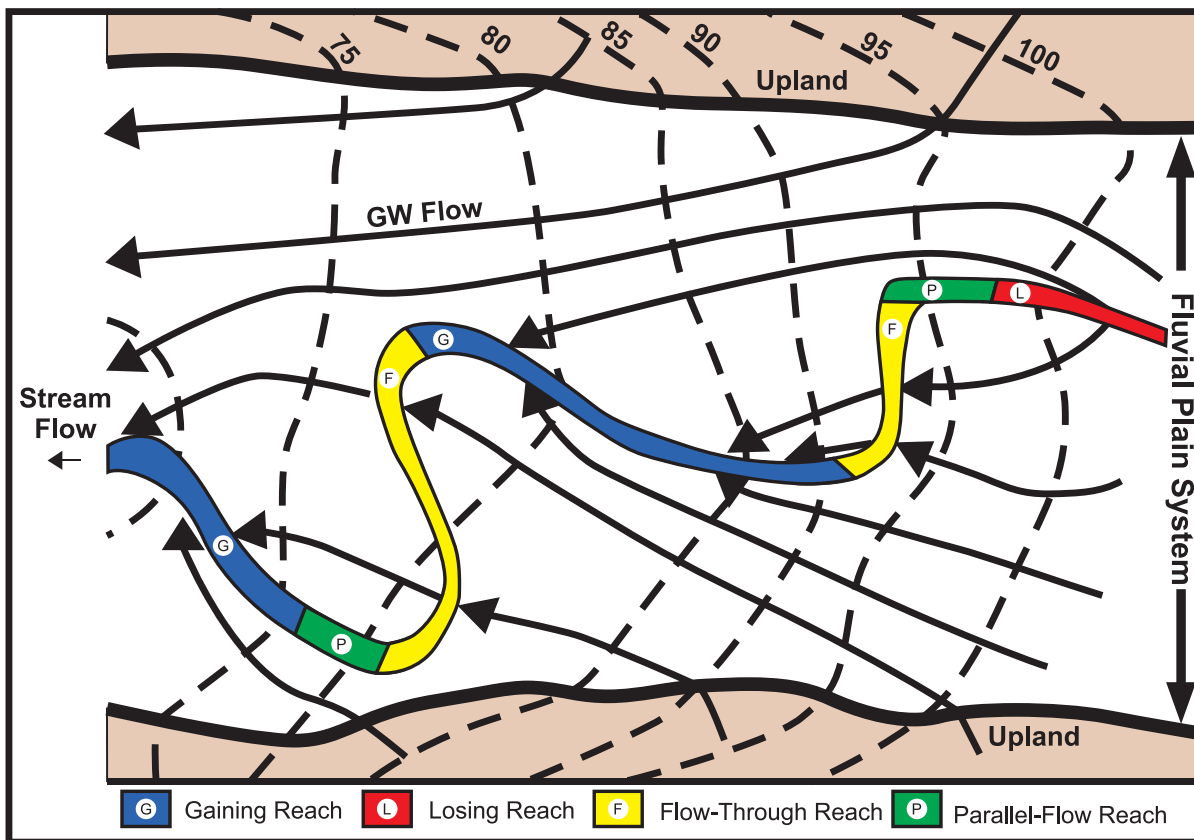 75
80
85
90
95
100
Upland
GW Flow
P
L
F
G
F
Stream
Flow
G
P
Fluvial Plain System
Upland
G Gaining Reach
L Losing Reach
F Flow-Through Reach
P Parallel-Flow Reach